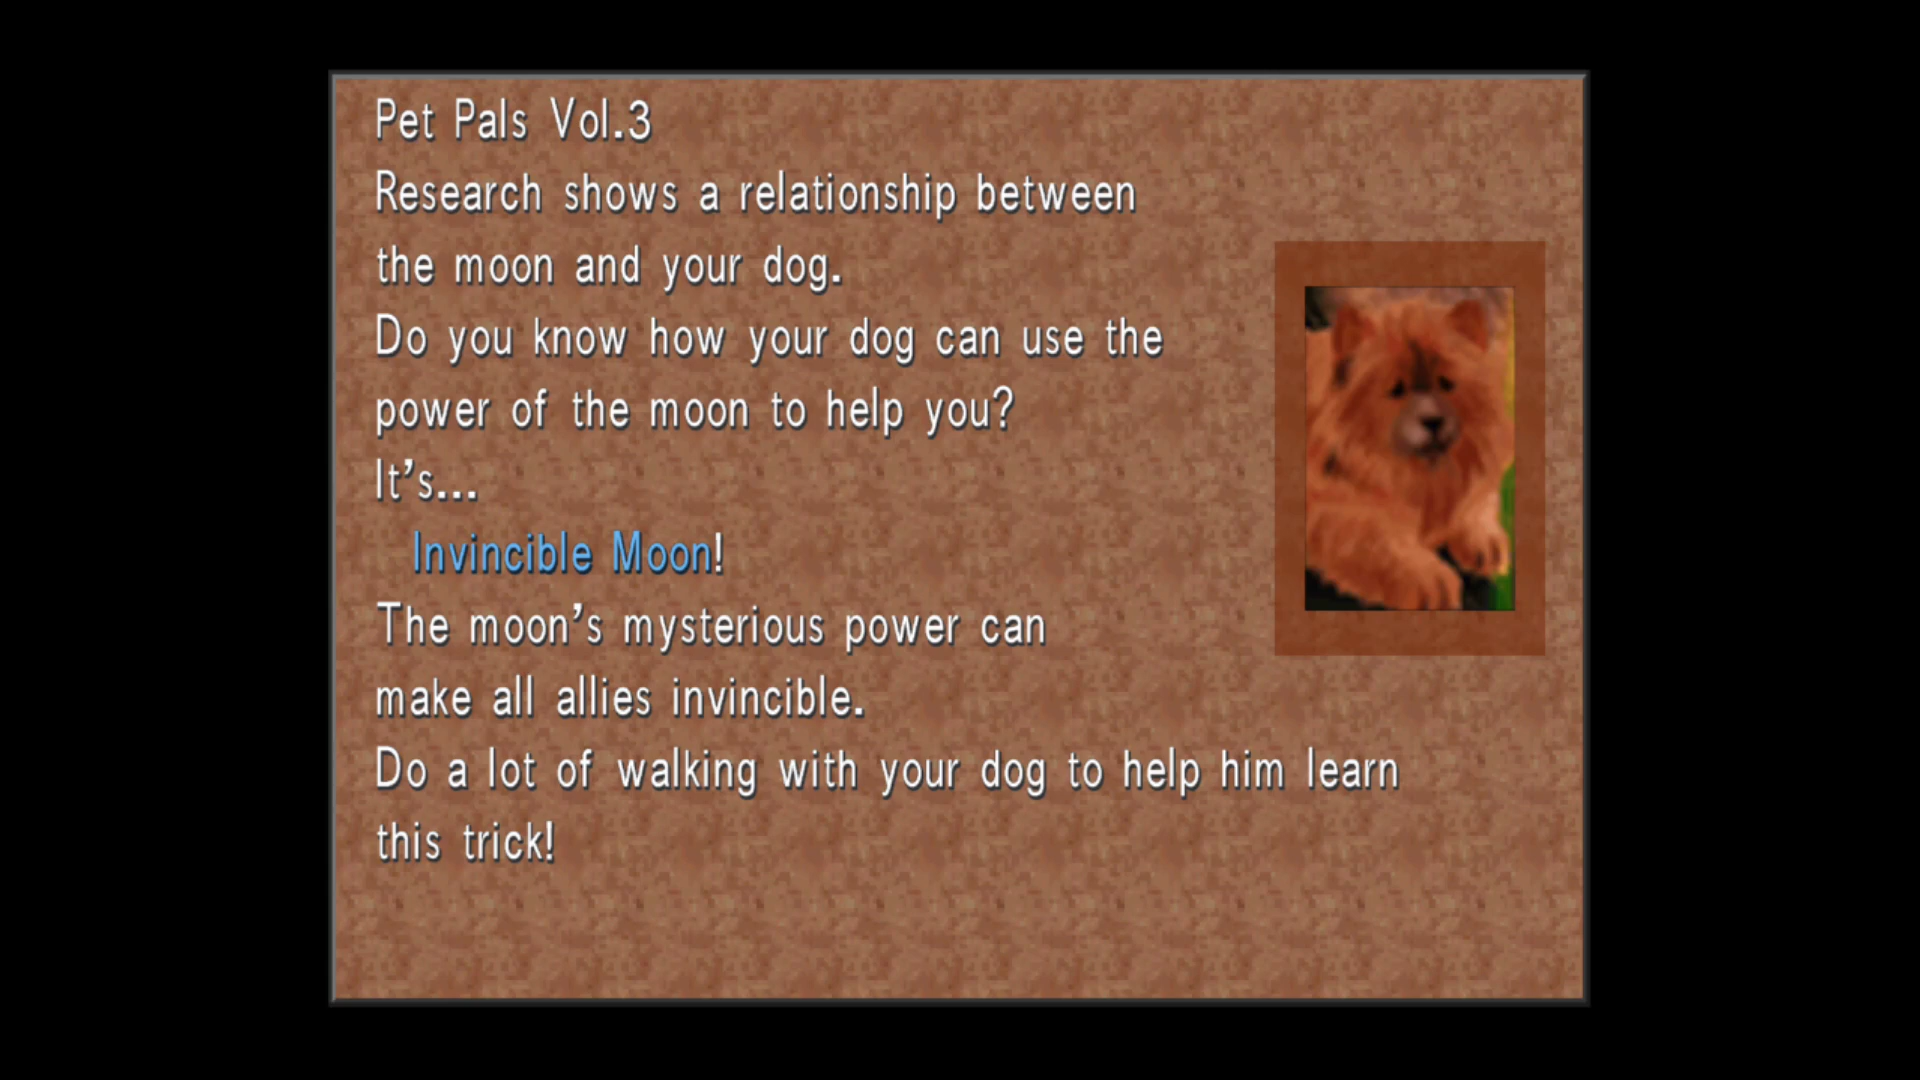 Pet Pals Vol.3
Research shows a relationship between
the moon and your dog.
Do you know how your dog can use the
power of the moon to help you?
It's...
Invincible Moon!
The moon's mysterious power can
make all allies invincible.
Do a lot of walking with your dog to help him learn
this trick!